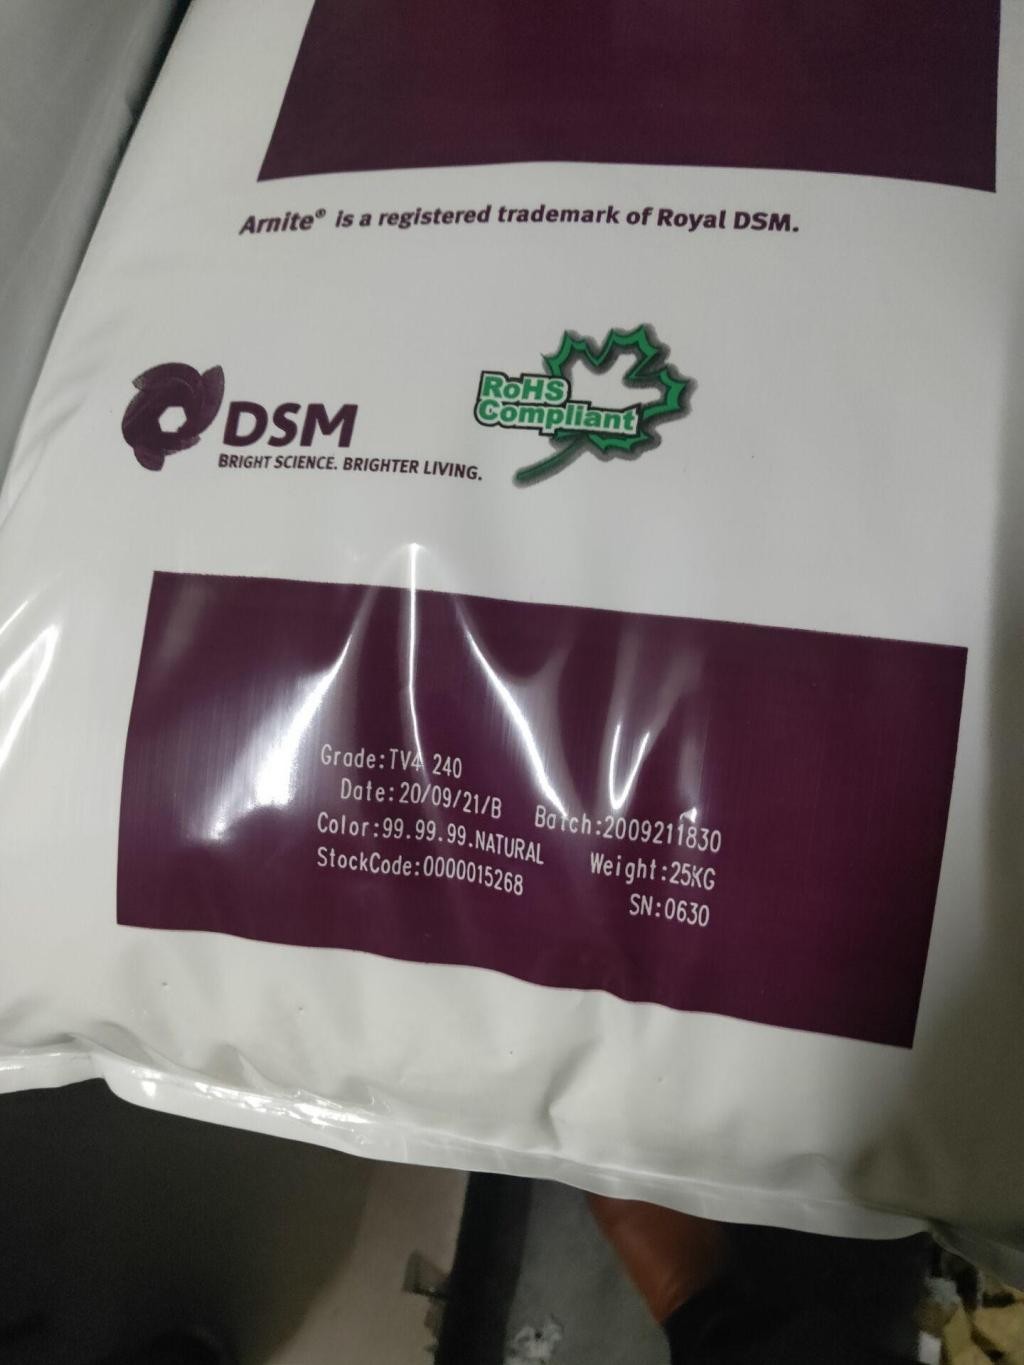 Arnite® is a registered trademark of Royal DSM.
DSM
BRIGHT SCIENCE. BRIGHTER LIVING.
RoHS
Compliant
Grade:TV4 240
Date:20/09/21/B Batch:2009211830
Color:99.99.99.NATURAL Weight:25KG
StockCode:0000015268 SN:0630